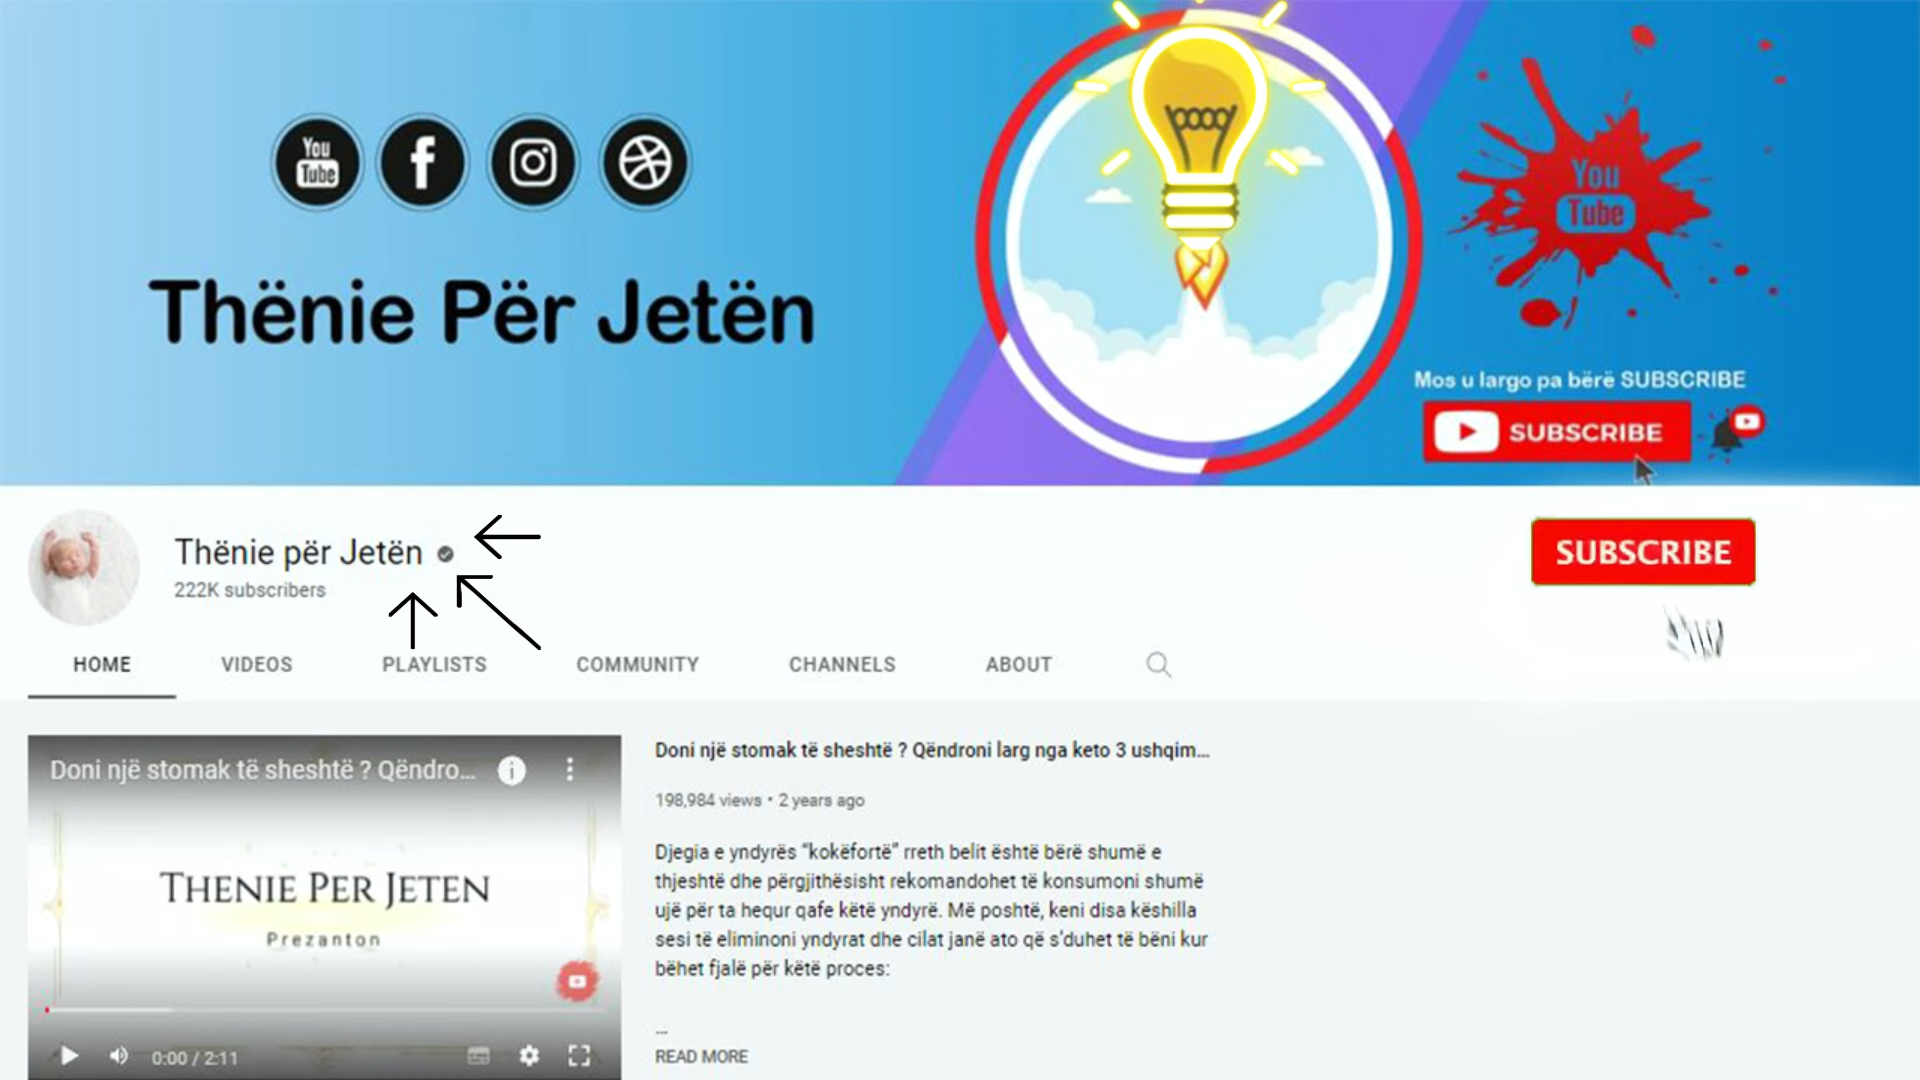 You
Tube
Thënie Për Jetën
You
Tube
Mos u largo pa bërë SUBSCRIBE
SUBSCRIBE
Thënie për Jetën
222K subscribers
SUBSCRIBE
HOME VIDEOS PLAYLISTS COMMUNITY CHANNELS ABOUT
Doni një stomak të sheshtë ? Qëndro...
THENIE PER JETEN
Prezanton
0:00 / 2:11
Doni një stomak të sheshtë ? Qëndroni larg nga keto 3 ushqim...
198,984 views • 2 years ago
Djegia e yndyrës “kokëfortë” rreth belit është bërë shumë e
thjeshtë dhe përgjithësisht rekomandohet të konsumoni shumë
ujë për ta hequr qafe këtë yndyrë. Më poshtë, keni disa këshilla
sesi të eliminoni yndyrat dhe cilat janë ato që s'duhet të bëni kur
bëhet fjalë për këtë proces:
...
READ MORE